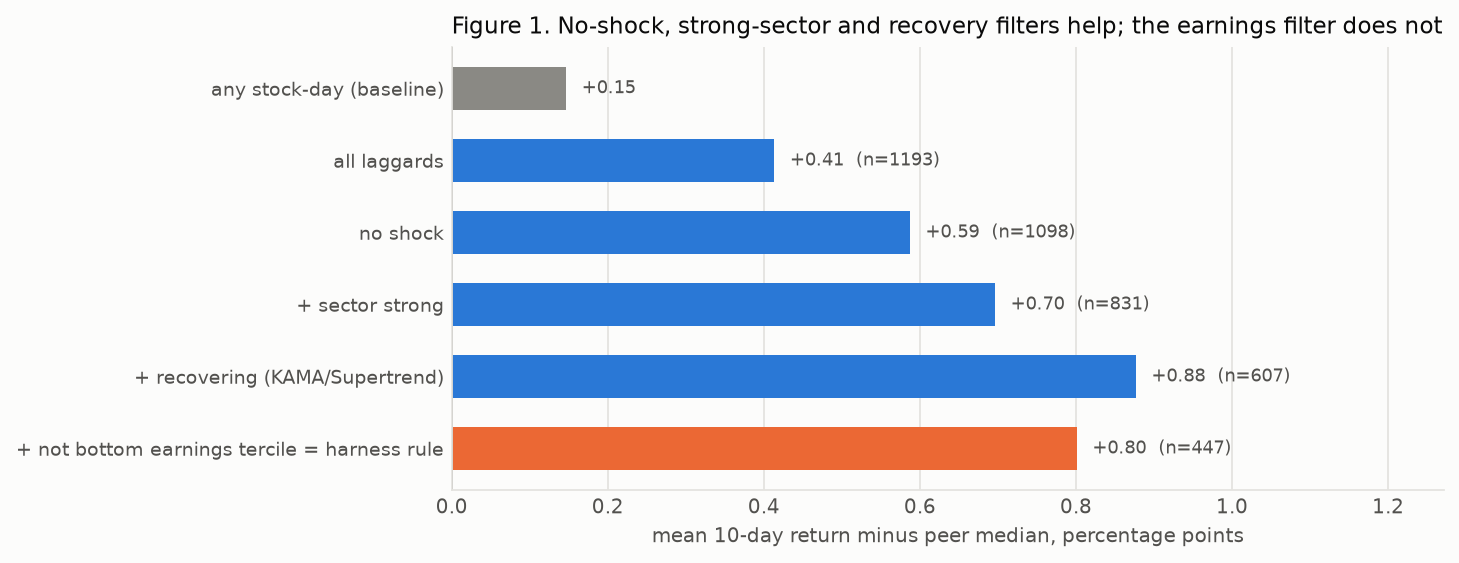 Figure 1. No-shock, strong-sector and recovery filters help; the earnings filter does not
any stock-day (baseline) +0.15
all laggards +0.41 (n=1193)
no shock +0.59 (n=1098)
+ sector strong +0.70 (n=831)
+ recovering (KAMA/Supertrend) +0.88 (n=607)
+ not bottom earnings tercile = harness rule +0.80 (n=447)
0.0 0.2 0.4 0.6 0.8 1.0 1.2
mean 10-day return minus peer median, percentage points